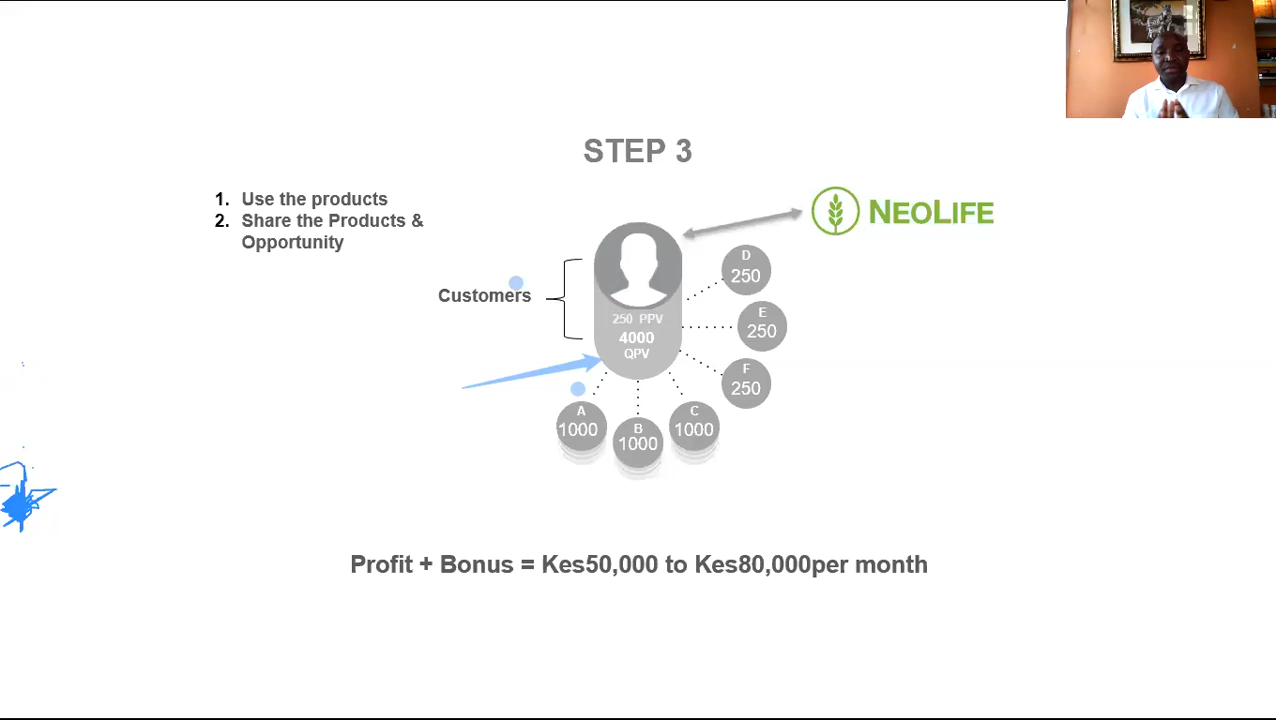 STEP 3
1. Use the products
2. Share the Products &
Opportunity
NEOLIFE
Customers
250 PPV
4000
QPV
D
250
E
250
F
250
A
1000
B
1000
C
1000
Profit + Bonus = Kes50,000 to Kes80,000per month